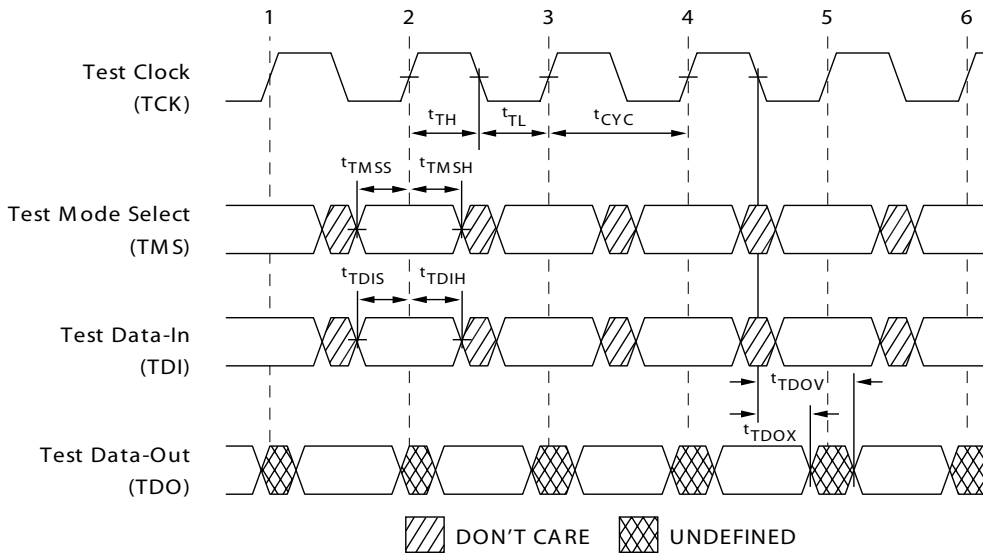 1 2 3 4 5 6
Test Clock
(TCK)
tTH tTL tCYC
tTMSS tTMSH
Test Mode Select
(TMS)
tTDIS tTDIH
Test Data-In
(TDI)
tTDOV
tTDOX
Test Data-Out
(TDO)
DON'T CARE UNDEFINED